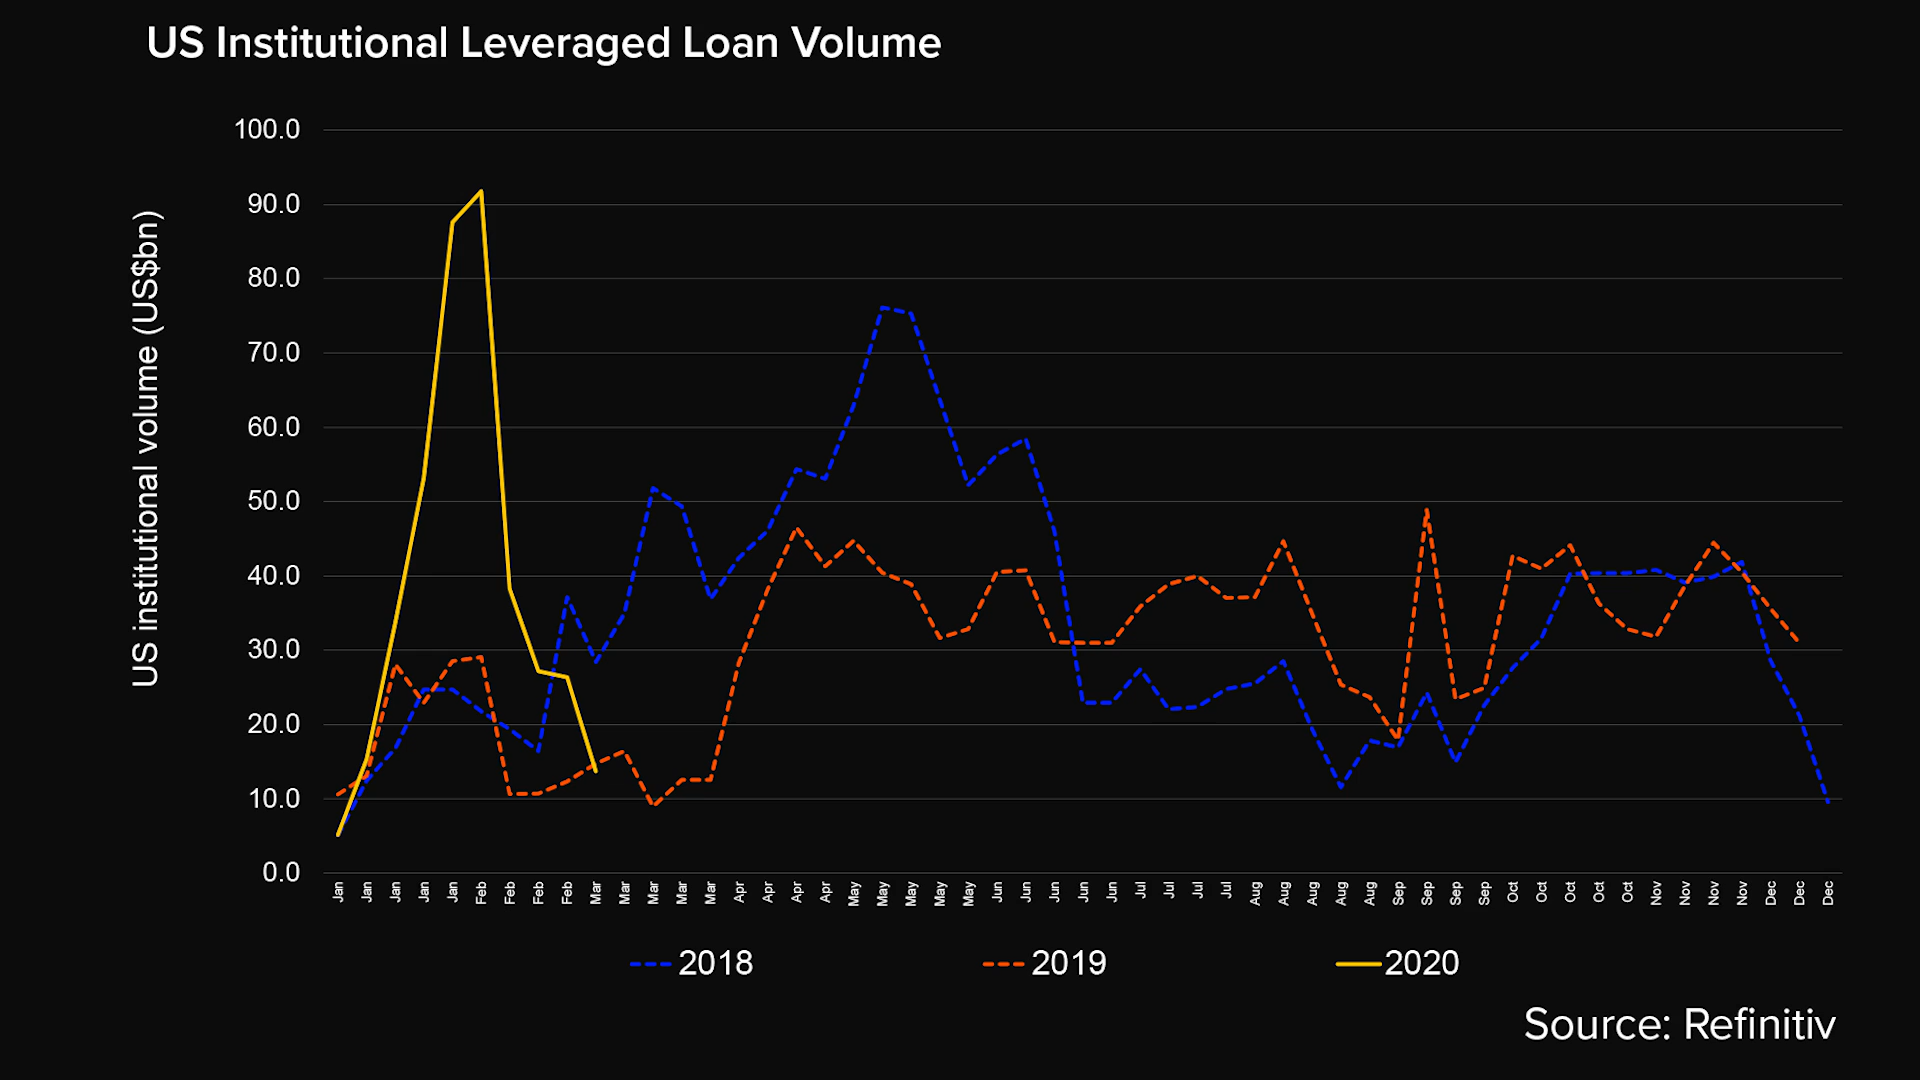 US Institutional Leveraged Loan Volume
US institutional volume (US$bn)
100.0
90.0
80.0
70.0
60.0
50.0
40.0
30.0
20.0
10.0
0.0
Jan Jan Jan Jan Jan Feb Feb Feb Feb Mar Mar Mar Mar Mar Apr Apr Apr Apr May May May May May Jun Jun Jun Jun Jun Jul Jul Jul Jul Aug Aug Aug Aug Aug Sep Sep Sep Sep Oct Oct Oct Oct Oct Nov Nov Nov Nov Dec Dec Dec
2018 2019 2020
Source: Refinitiv